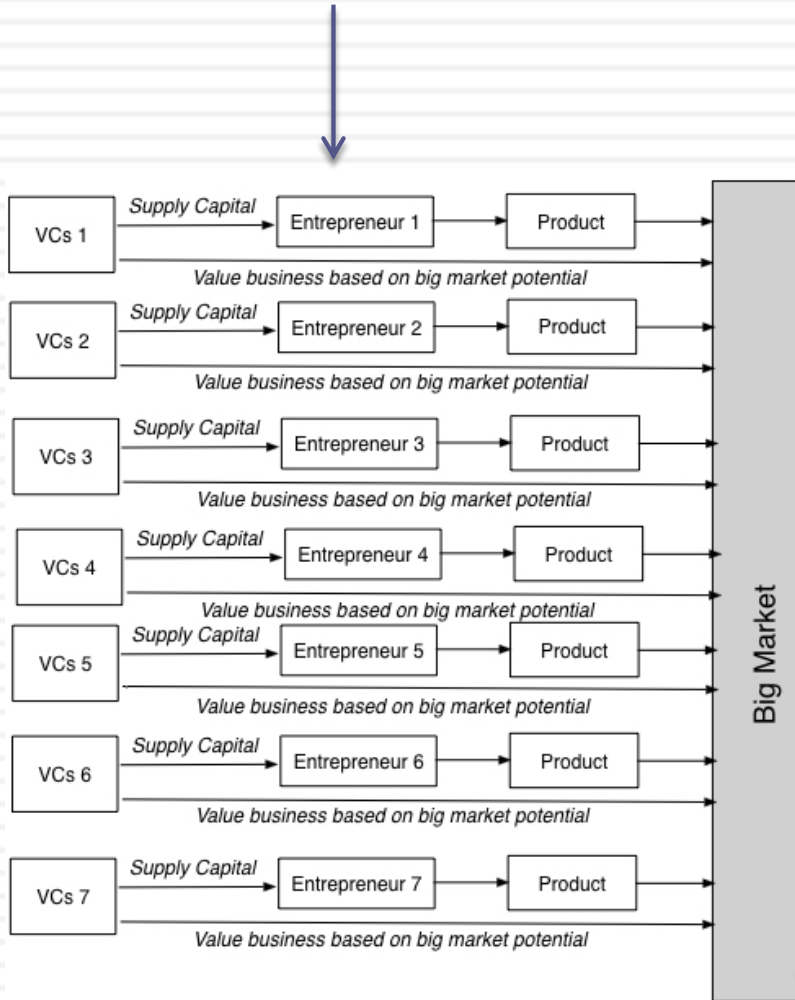 Supply Capital
VCs 1
Entrepreneur 1
Product
Value business based on big market potential
Supply Capital
VCs 2
Entrepreneur 2
Product
Value business based on big market potential
Supply Capital
VCs 3
Entrepreneur 3
Product
Value business based on big market potential
Supply Capital
VCs 4
Entrepreneur 4
Product
Value business based on big market potential
Supply Capital
VCs 5
Entrepreneur 5
Product
Value business based on big market potential
Supply Capital
VCs 6
Entrepreneur 6
Product
Value business based on big market potential
Supply Capital
VCs 7
Entrepreneur 7
Product
Value business based on big market potential
Big Market